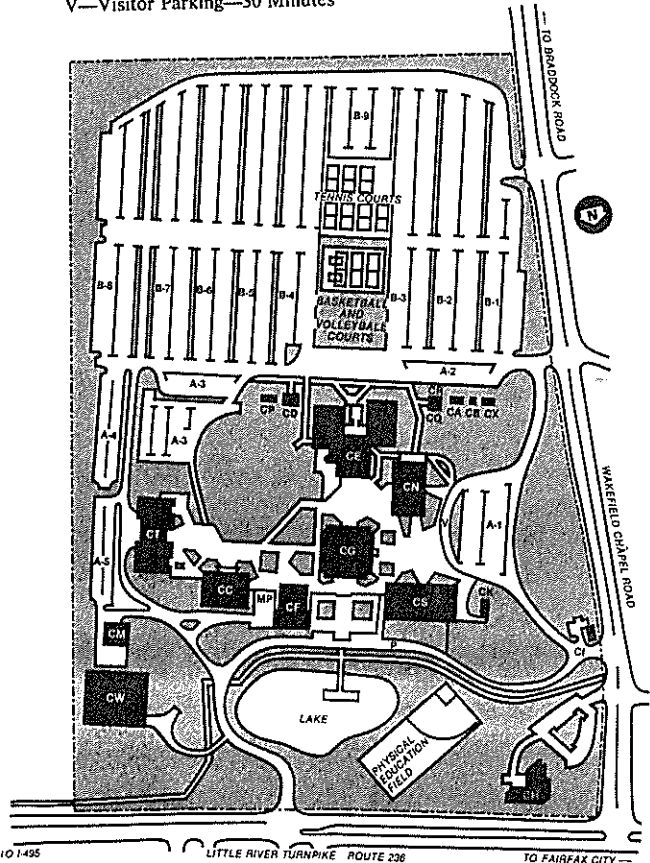 V—Visitor Parking—30 Minutes
TO BRADDOCK ROAD
B-9
TENNIS COURTS
N
B-8
B-7
B-6
B-5
B-4
BASKETBALL
AND
VOLLEYBALL
COURTS
B-3
B-2
B-1
A-3
A-2
A-4
A-3
CP
CD
CQ
CA
CB
CX
CE
CN
A-1
V
WAKEFIELD CHAPEL ROAD
A-5
CT
CG
CC
MP
CF
CS
CK
CM
P
CI
CW
LAKE
PHYSICAL
EDUCATION
FIELD
TO I-495
LITTLE RIVER TURNPIKE ROUTE 236
TO FAIRFAX CITY